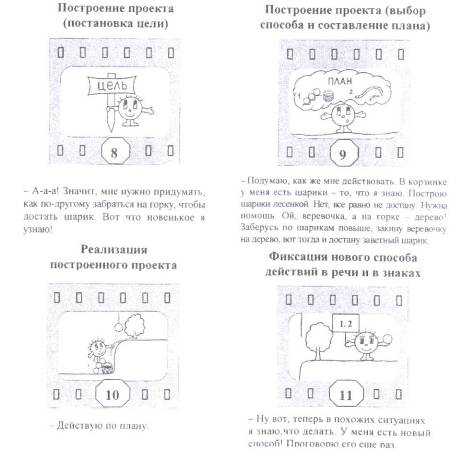 Построение проекта
(постановка цели)
ЦЕЛЬ
8
– А-а-а! Значит, мне нужно придумать,
как по-другому забраться на горку, чтобы
достать шарик. Вот что новенькое я
узнаю!
Построение проекта (выбор
способа и составление плана)
ПЛАН
1.
2.
9
– Подумаю, как же мне действовать. В корзинке
у меня есть шарики – то, что я знаю. Построю
шарики лесенкой. Нет, все равно не достану. Нужна
помощь. Ой, веревочка, а на горке – дерево!
Заберусь по шарикам повыше, закину веревочку
на дерево, вот тогда и достану заветный шарик.
Реализация
построенного проекта
10
– Действую по плану.
Фиксация нового способа
действий в речи и в знаках
1. 2
11
– Ну вот, теперь в похожих ситуациях
я знаю,что делать. У меня есть новый
способ! Проговорю его еще раз